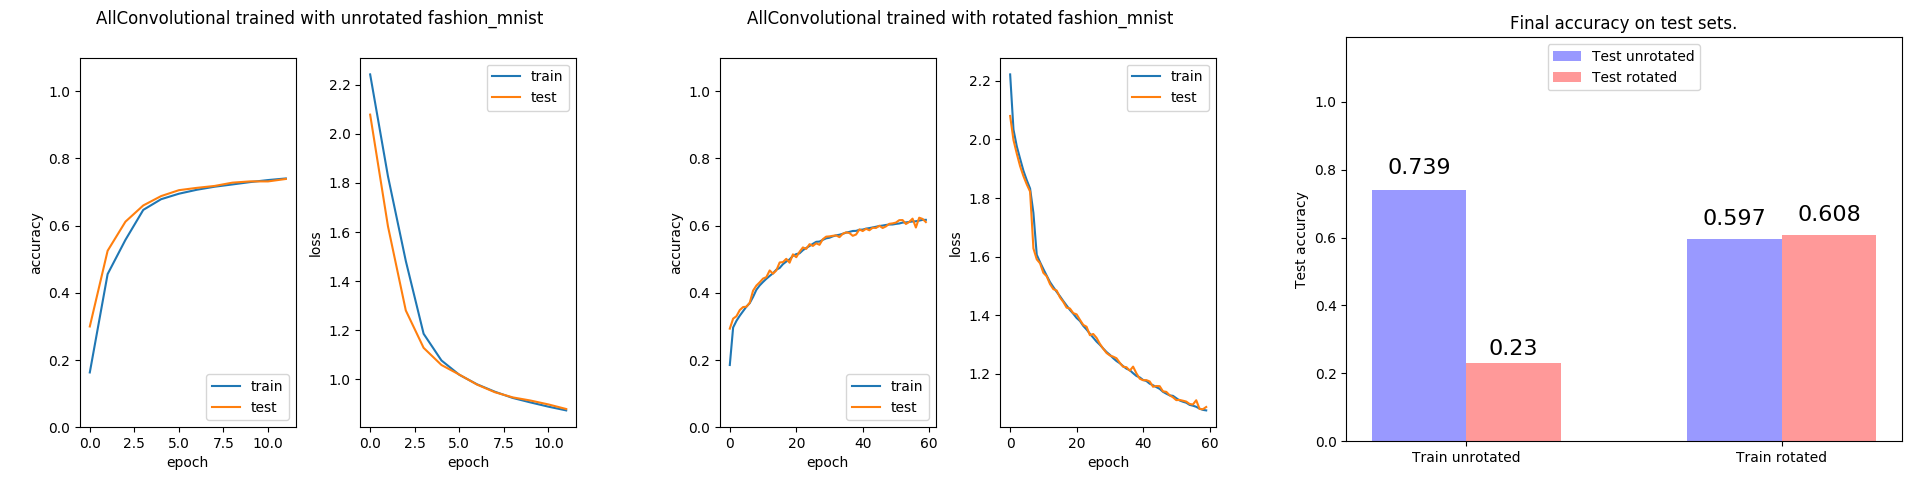 AllConvolutional trained with unrotated fashion_mnist
accuracy
1.0
0.8
0.6
0.4
0.2
0.0
0.0 2.5 5.0 7.5 10.0
epoch
train
test
loss
2.2
2.0
1.8
1.6
1.4
1.2
1.0
0.0 2.5 5.0 7.5 10.0
epoch
train
test
AllConvolutional trained with rotated fashion_mnist
accuracy
1.0
0.8
0.6
0.4
0.2
0.0
0 20 40 60
epoch
train
test
loss
2.2
2.0
1.8
1.6
1.4
1.2
0 20 40 60
epoch
train
test
Final accuracy on test sets.
Test unrotated
Test rotated
Test accuracy
1.0
0.8
0.6
0.4
0.2
0.0
0.739
0.23
0.597
0.608
Train unrotated
Train rotated